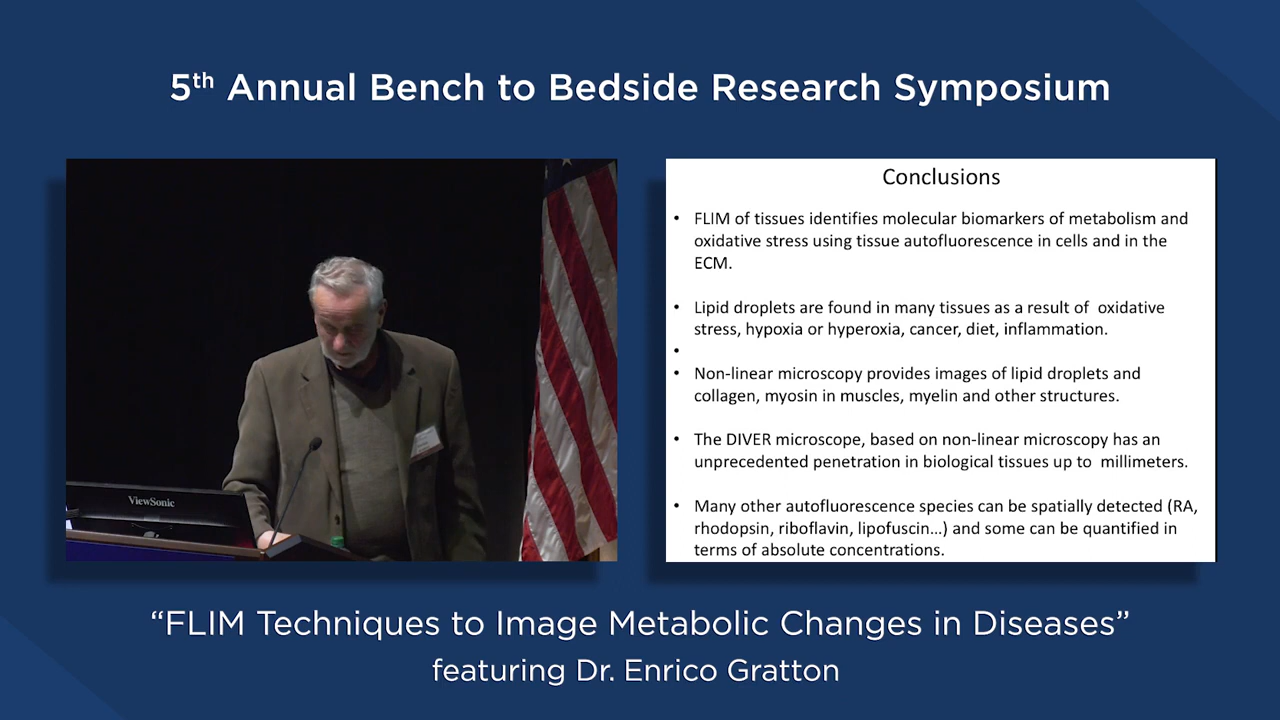 5th Annual Bench to Bedside Research Symposium
ViewSonic
Conclusions
• FLIM of tissues identifies molecular biomarkers of metabolism and
oxidative stress using tissue autofluorescence in cells and in the
ECM.
• Lipid droplets are found in many tissues as a result of oxidative
stress, hypoxia or hyperoxia, cancer, diet, inflammation.
•
• Non-linear microscopy provides images of lipid droplets and
collagen, myosin in muscles, myelin and other structures.
• The DIVER microscope, based on non-linear microscopy has an
unprecedented penetration in biological tissues up to millimeters.
• Many other autofluorescence species can be spatially detected (RA,
rhodopsin, riboflavin, lipofuscin...) and some can be quantified in
terms of absolute concentrations.
“FLIM Techniques to Image Metabolic Changes in Diseases”
featuring Dr. Enrico Gratton